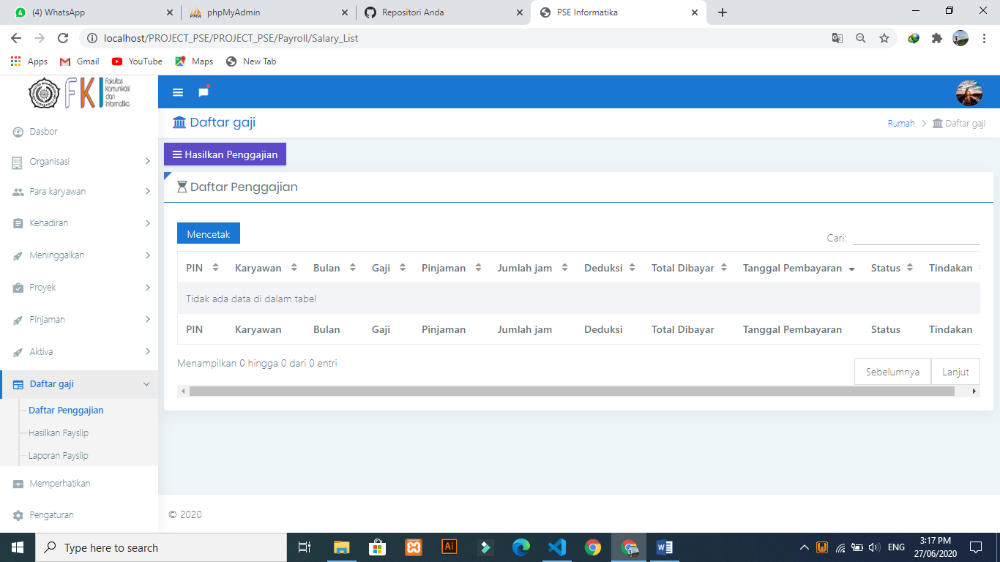 (4) WhatsApp
phpMyAdmin
Repositori Anda
PSE Informatika
localhost/PROJECT_PSE/PROJECT_PSE/Payroll/Salary_List
Apps
Gmail
YouTube
Maps
New Tab
FKI
Fakultas
Komunikasi
dan
Informatika
Dasbor
Organisasi
Para karyawan
Kehadiran
Meninggalkan
Proyek
Pinjaman
Aktiva
Daftar gaji
Daftar Penggajian
Hasilkan Payslip
Laporan Payslip
Memperhatikan
Pengaturan
Daftar gaji
Rumah > Daftar gaji
Hasilkan Penggajian
Daftar Penggajian
Mencetak
Cari:
PIN Karyawan Bulan Gaji Pinjaman Jumlah jam Deduksi Total Dibayar Tanggal Pembayaran Status Tindakan
Tidak ada data di dalam tabel
PIN Karyawan Bulan Gaji Pinjaman Jumlah jam Deduksi Total Dibayar Tanggal Pembayaran Status Tindakan
Menampilkan 0 hingga 0 dari 0 entri
Sebelumnya Lanjut
© 2020
Type here to search
Ai
ENG
3:17 PM
27/06/2020